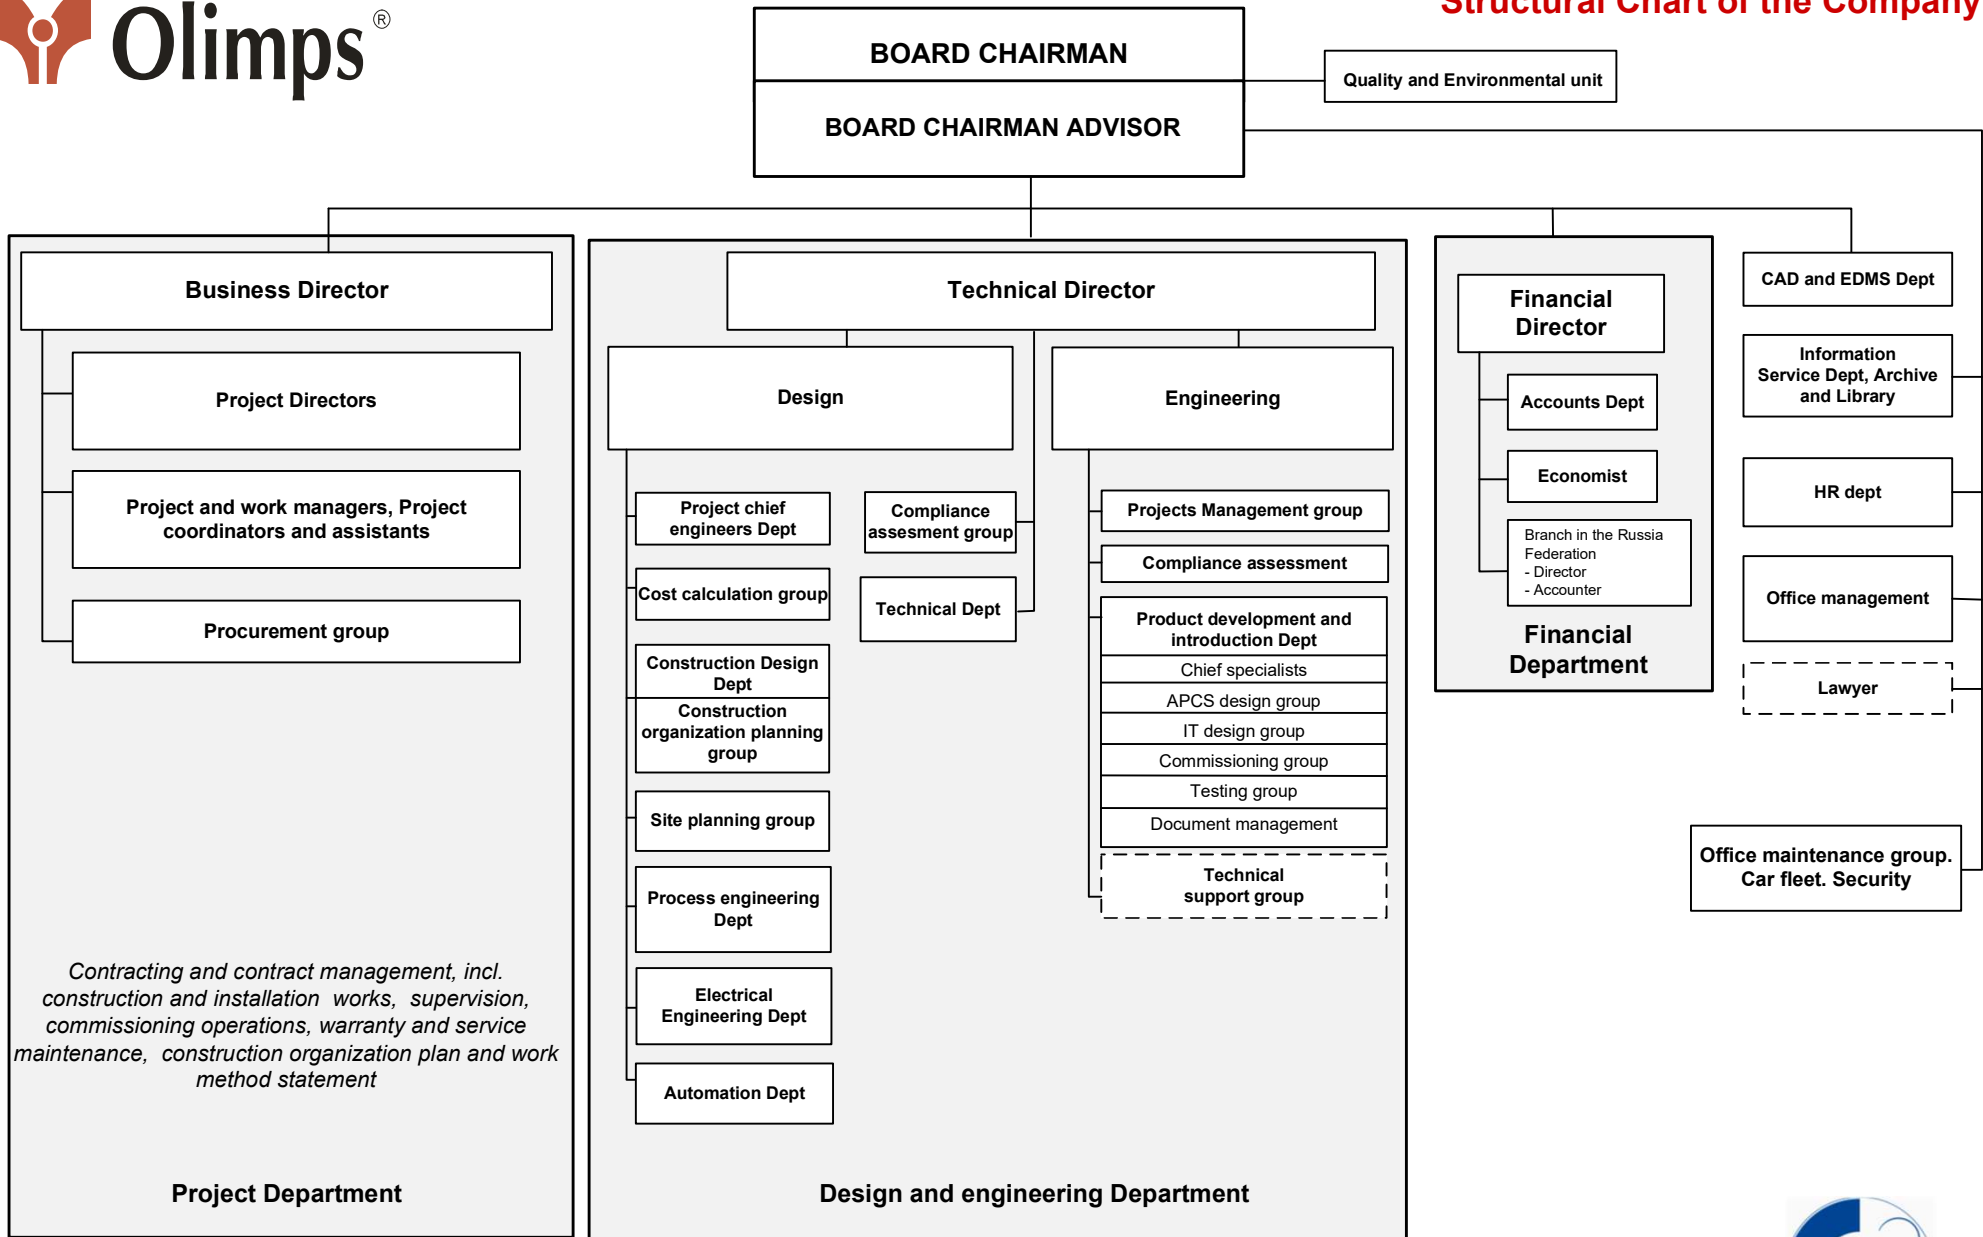 Olimps®
Structural Chart of the Company
BOARD CHAIRMAN
BOARD CHAIRMAN ADVISOR
Quality and Environmental unit
Business Director
Project Directors
Project and work managers, Project
coordinators and assistants
Procurement group
Contracting and contract management, incl.
construction and installation works, supervision,
commissioning operations, warranty and service
maintenance, construction organization plan and work
method statement
Project Department
Technical Director
Design
Project chief
engineers Dept
Cost calculation group
Construction Design
Dept
Construction
organization planning
group
Site planning group
Process engineering
Dept
Electrical
Engineering Dept
Automation Dept
Compliance
assesment group
Technical Dept
Engineering
Projects Management group
Compliance assessment
Product development and
introduction Dept
Chief specialists
APCS design group
IT design group
Commissioning group
Testing group
Document management
Technical
support group
Design and engineering Department
Financial
Director
Accounts Dept
Economist
Branch in the Russia
Federation
- Director
- Accounter
Financial
Department
CAD and EDMS Dept
Information
Service Dept, Archive
and Library
HR dept
Office management
Lawyer
Office maintenance group.
Car fleet. Security